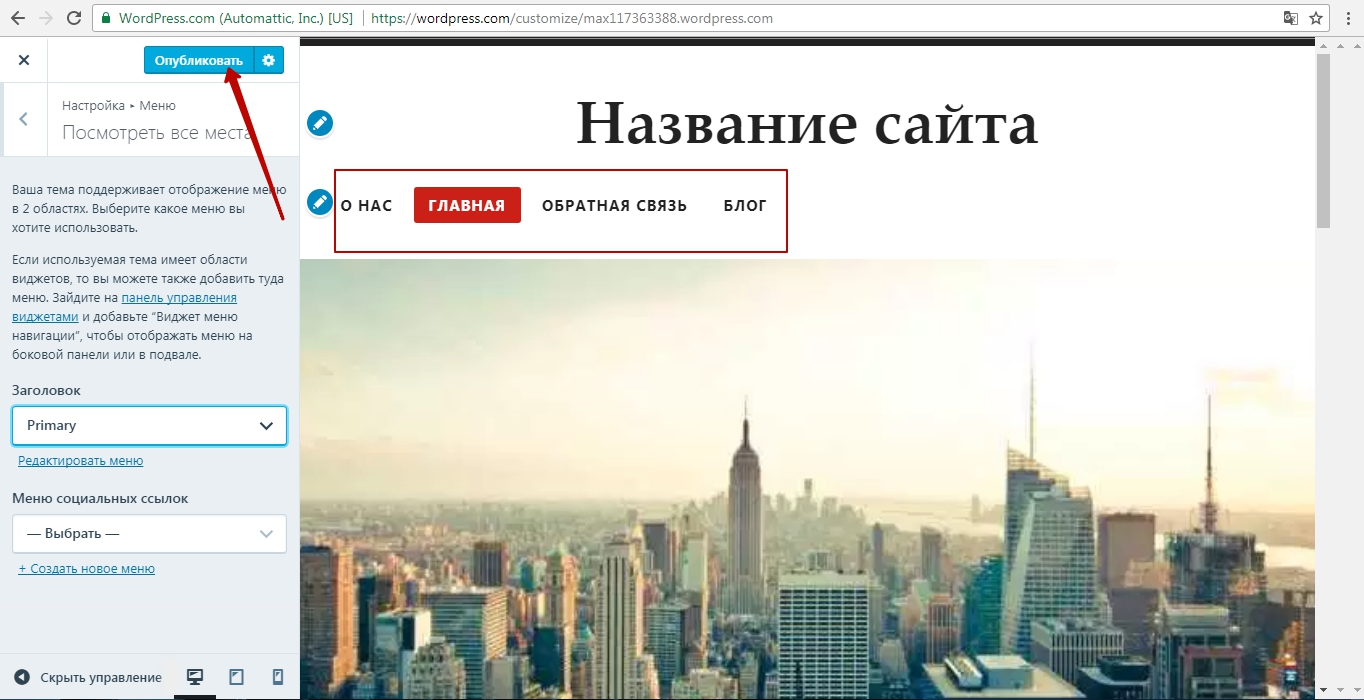 WordPress.com (Automattic, Inc.) [US]
https://wordpress.com/customize/max117363388.wordpress.com
Опубликовать
Настройка ▸ Меню
Посмотреть все места
Ваша тема поддерживает отображение меню
в 2 областях. Выберите какое меню вы
хотите использовать.
Если используемая тема имеет области
виджетов, то вы можете также добавить туда
меню. Зайдите на панель управления
виджетами и добавьте “Виджет меню
навигации”, чтобы отображать меню на
боковой панели или в подвале.
Заголовок
Primary
Редактировать меню
Меню социальных ссылок
— Выбрать —
+ Создать новое меню
Скрыть управление
Название сайта
О НАС ГЛАВНАЯ ОБРАТНАЯ СВЯЗЬ БЛОГ